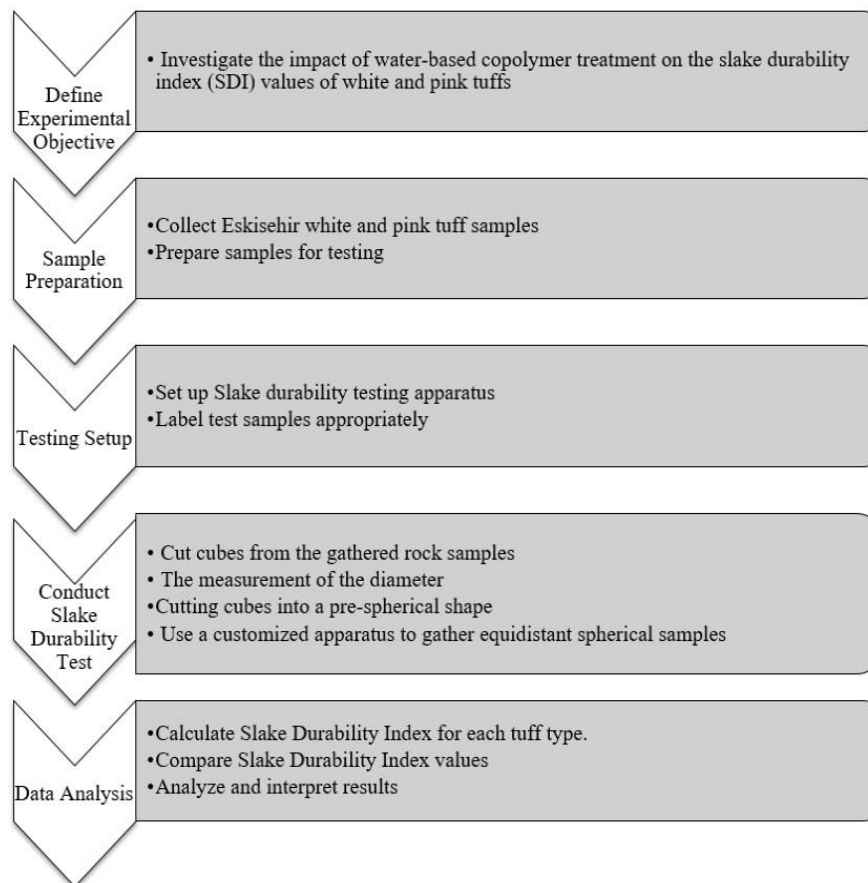 Define
Experimental
Objective
• Investigate the impact of water-based copolymer treatment on the slake durability
index (SDI) values of white and pink tuffs
Sample
Preparation
•Collect Eskisehir white and pink tuff samples
•Prepare samples for testing
Testing Setup
•Set up Slake durability testing apparatus
•Label test samples appropriately
Conduct
Slake
Durability
Test
• Cut cubes from the gathered rock samples
• The measurement of the diameter
•Cutting cubes into a pre-spherical shape
• Use a customized apparatus to gather equidistant spherical samples
Data Analysis
•Calculate Slake Durability Index for each tuff type.
•Compare Slake Durability Index values
•Analyze and interpret results